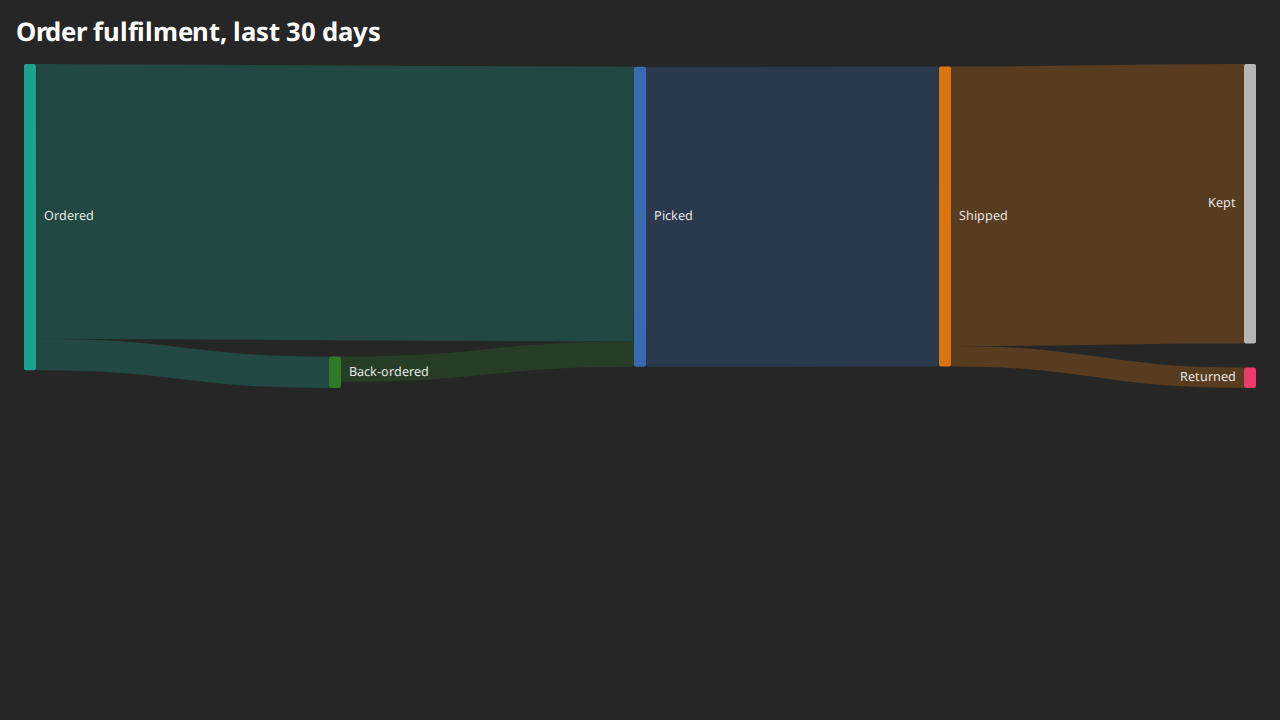 Order fulfilment, last 30 days
Ordered
Back-ordered
Picked
Shipped
Kept
Returned